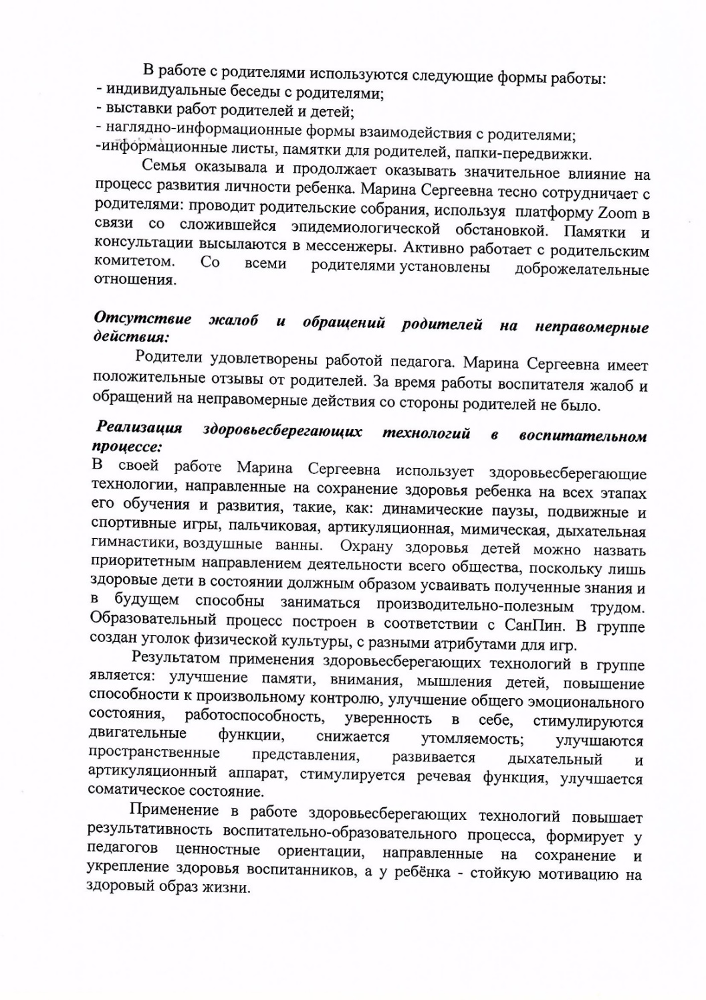 В работе с родителями используются следующие формы работы:
- индивидуальные беседы с родителями;
- выставки работ родителей и детей;
- наглядно-информационные формы взаимодействия с родителями;
-информационные листы, памятки для родителей, папки-передвижки.
Семья оказывала и продолжает оказывать значительное влияние на
процесс развития личности ребенка. Марина Сергеевна тесно сотрудничает с
родителями: проводит родительские собрания, используя платформу Zoom в
связи со сложившейся эпидемиологической обстановкой. Памятки и
консультации высылаются в мессенжеры. Активно работает с родительским
комитетом. Со всеми родителями установлены доброжелательные
отношения.
Отсутствие жалоб и обращений родителей на неправомерные
действия:
Родители удовлетворены работой педагога. Марина Сергеевна имеет
положительные отзывы от родителей. За время работы воспитателя жалоб и
обращений на неправомерные действия со стороны родителей не было.
Реализация здоровьесберегающих технологий в воспитательном
процессе:
В своей работе Марина Сергеевна использует здоровьесберегающие
технологии, направленные на сохранение здоровья ребенка на всех этапах
его обучения и развития, такие, как: динамические паузы, подвижные и
спортивные игры, пальчиковая, артикуляционная, мимическая, дыхательная
гимнастики, воздушные ванны. Охрану здоровья детей можно назвать
приоритетным направлением деятельности всего общества, поскольку лишь
здоровые дети в состоянии должным образом усваивать полученные знания и
в будущем способны заниматься производительно-полезным трудом.
Образовательный процесс построен в соответствии с СанПин. В группе
создан уголок физической культуры, с разными атрибутами для игр.
Результатом применения здоровьесберегающих технологий в группе
является: улучшение памяти, внимания, мышления детей, повышение
способности к произвольному контролю, улучшение общего эмоционального
состояния, работоспособность, уверенность в себе, стимулируются
двигательные функции, снижается утомляемость; улучшаются
пространственные представления, развивается дыхательный и
артикуляционный аппарат, стимулируется речевая функция, улучшается
соматическое состояние.
Применение в работе здоровьесберегающих технологий повышает
результативность воспитательно-образовательного процесса, формирует у
педагогов ценностные ориентации, направленные на сохранение и
укрепление здоровья воспитанников, а у ребёнка - стойкую мотивацию на
здоровый образ жизни.